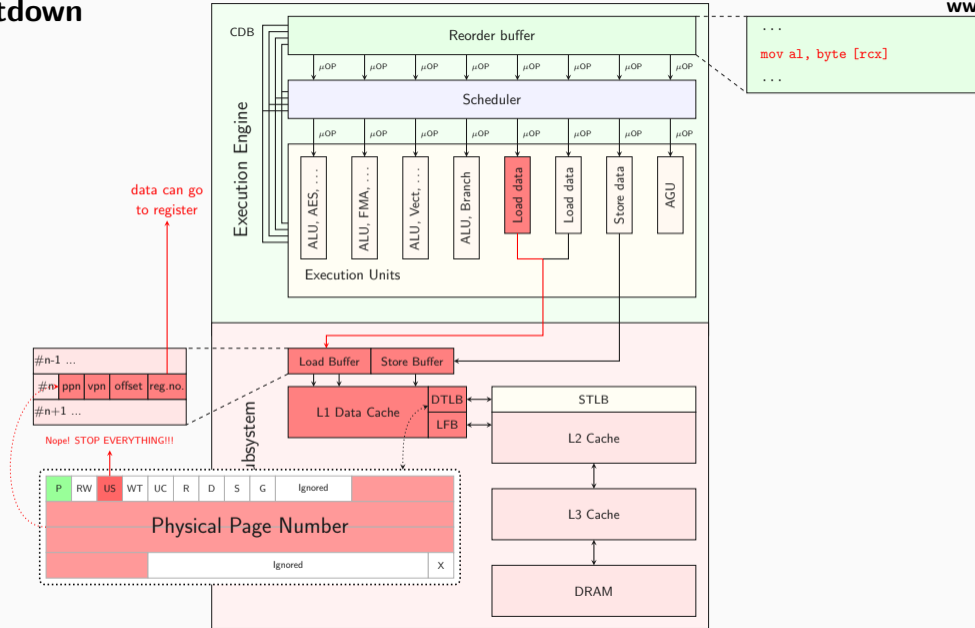 tdown
ww
CDB
Reorder buffer
...
mov al, byte [rcx]
...
μOP μOP μOP μOP μOP μOP μOP μOP
Scheduler
μOP μOP μOP μOP μOP μOP μOP μOP
Execution Engine
ALU, AES, ...
ALU, FMA, ...
ALU, Vect, ...
ALU, Branch
Load data
Load data
Store data
AGU
Execution Units
data can go
to register
#n-1 ...
#n ppn vpn offset reg.no.
#n+1 ...
Load Buffer Store Buffer
L1 Data Cache
DTLB
LFB
STLB
L2 Cache
L3 Cache
DRAM
ubsystem
Nope! STOP EVERYTHING!!!
P RW US WT UC R D S G Ignored
Physical Page Number
Ignored X